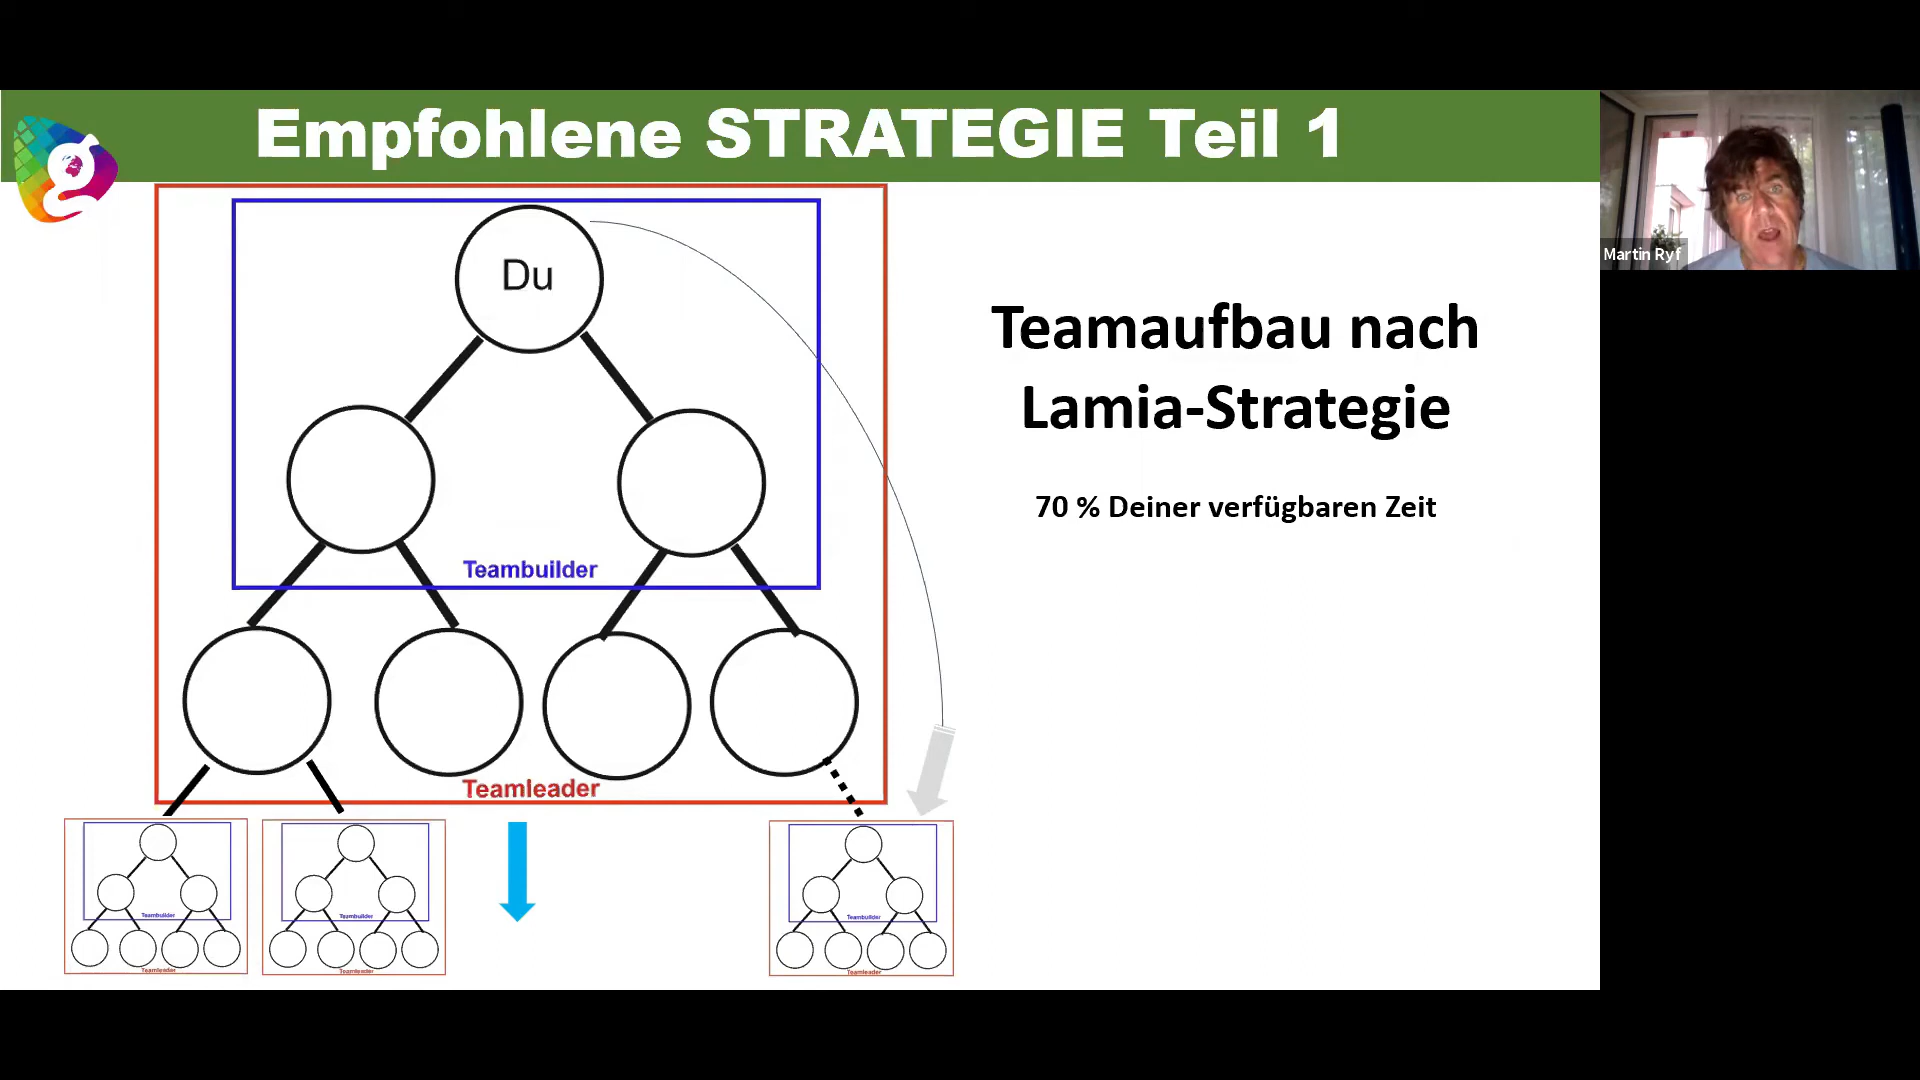 Empfohlene STRATEGIE Teil 1
g
Martin Ryf
Du
Teamaufbau nach
Lamia-Strategie
70 % Deiner verfügbaren Zeit
Teambuilder
Teamleader
Teambuilder
Teamleader
Teambuilder
Teamleader
Teambuilder
Teamleader